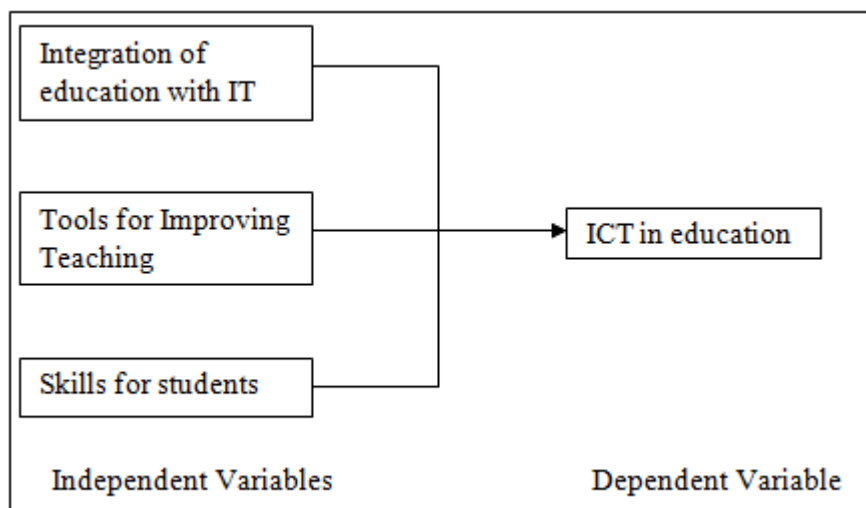 Integration of
education with IT
Tools for Improving
Teaching
ICT in education
Skills for students
Independent Variables
Dependent Variable